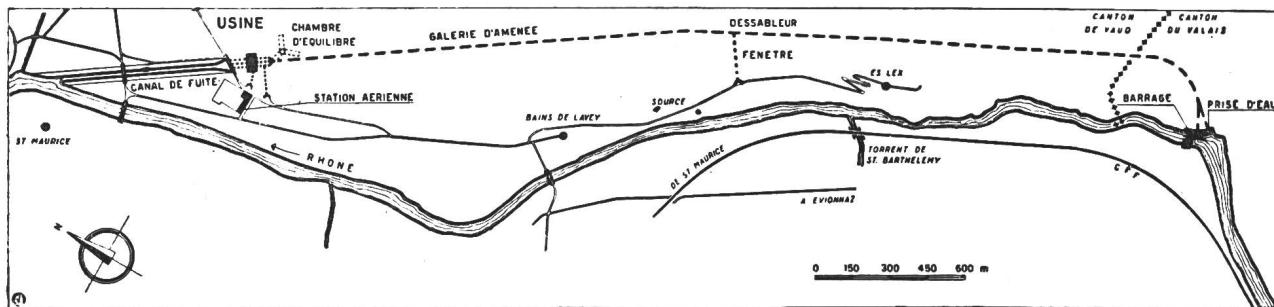 USINE
CHAMBRE
D'EQUILIBRE
GALERIE D'AMENEE
DESSABLEUR
CANTON
DE VAUD
CANTON
DU VALAIS
FENETRE
ES LEX
CANAL DE FUITE
STATION AERIENNE
SOURCE
BARRAGE
PRISE D'EAU
BAINS DE LAVEY
ST MAURICE
RHONE
DE ST MAURICE
TORRENT DE
ST. BARTHELEMY
C F F
A EVIONNAZ
N
0 150 300 450 600 m